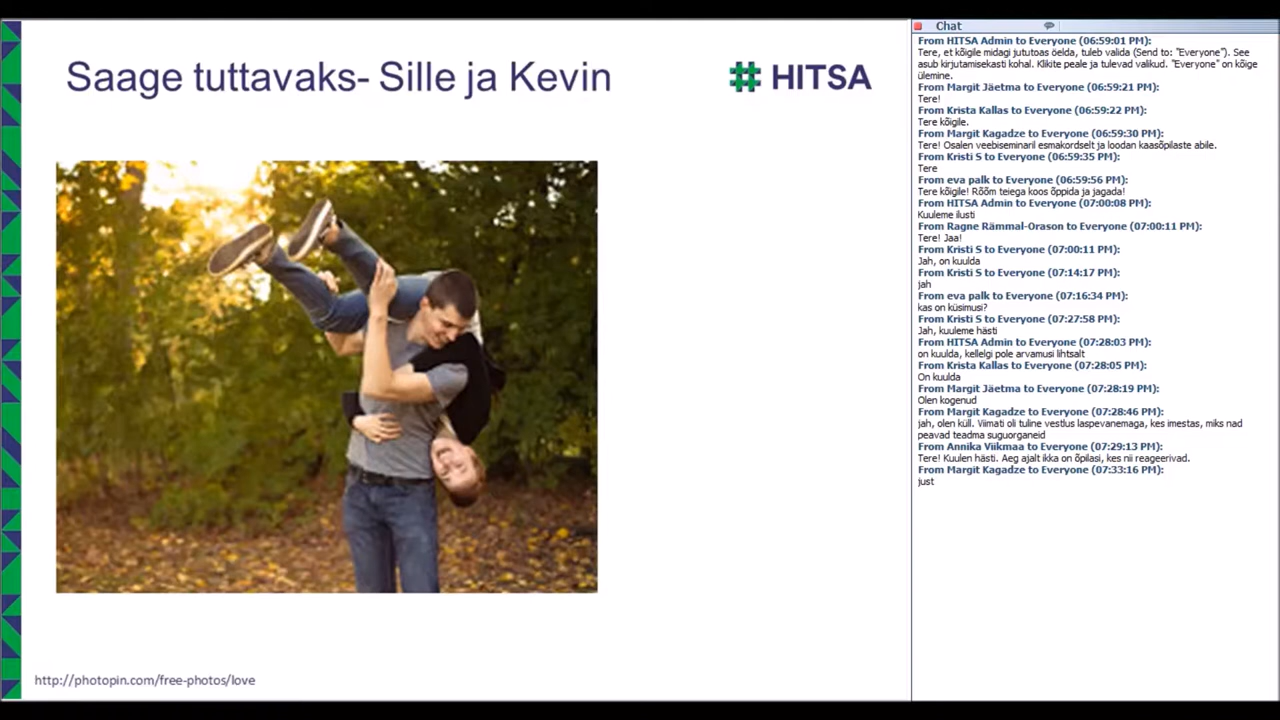 Saage tuttavaks- Sille ja Kevin
HITSA
http://photopin.com/free-photos/love
Chat
From HITSA Admin to Everyone (06:59:01 PM):
Tere, et kõigile midagi jututoas öelda, tuleb valida (Send to: "Everyone"). See
asub kirjutamisekasti kohal. Klikite peale ja tulevad valikud. "Everyone" on kõige
ülemine.
From Margit Jäetma to Everyone (06:59:21 PM):
Tere!
From Krista Kallas to Everyone (06:59:22 PM):
Tere kõigile.
From Margit Kagadze to Everyone (06:59:30 PM):
Tere! Osalen veebiseminaril esmakordselt ja loodan kaasõpilaste abile.
From Kristi S to Everyone (06:59:35 PM):
Tere
From eva palk to Everyone (06:59:56 PM):
Tere kõigile! Rõõm teiega koos õppida ja jagada!
From HITSA Admin to Everyone (07:00:08 PM):
Kuuleme ilusti
From Ragne Rämmal-Orason to Everyone (07:00:11 PM):
Tere! Jaa!
From Kristi S to Everyone (07:00:11 PM):
Jah, on kuulda
From Kristi S to Everyone (07:14:17 PM):
jah
From eva palk to Everyone (07:16:34 PM):
kas on küsimusi?
From Kristi S to Everyone (07:27:58 PM):
Jah, kuuleme hästi
From HITSA Admin to Everyone (07:28:03 PM):
on kuulda, kellelgi pole arvamusi lihtsalt
From Krista Kallas to Everyone (07:28:05 PM):
On kuulda
From Margit Jäetma to Everyone (07:28:19 PM):
Olen kogenud
From Margit Kagadze to Everyone (07:28:46 PM):
jah, olen küll. Viimati oli tuline vestlus laspevanemaga, kes imestas, miks nad
peavad teadma suguorganeid
From Annika Viikmaa to Everyone (07:29:13 PM):
Tere! Kuulen hästi. Aeg ajalt ikka on õpilasi, kes nii reageerivad.
From Margit Kagadze to Everyone (07:33:16 PM):
just